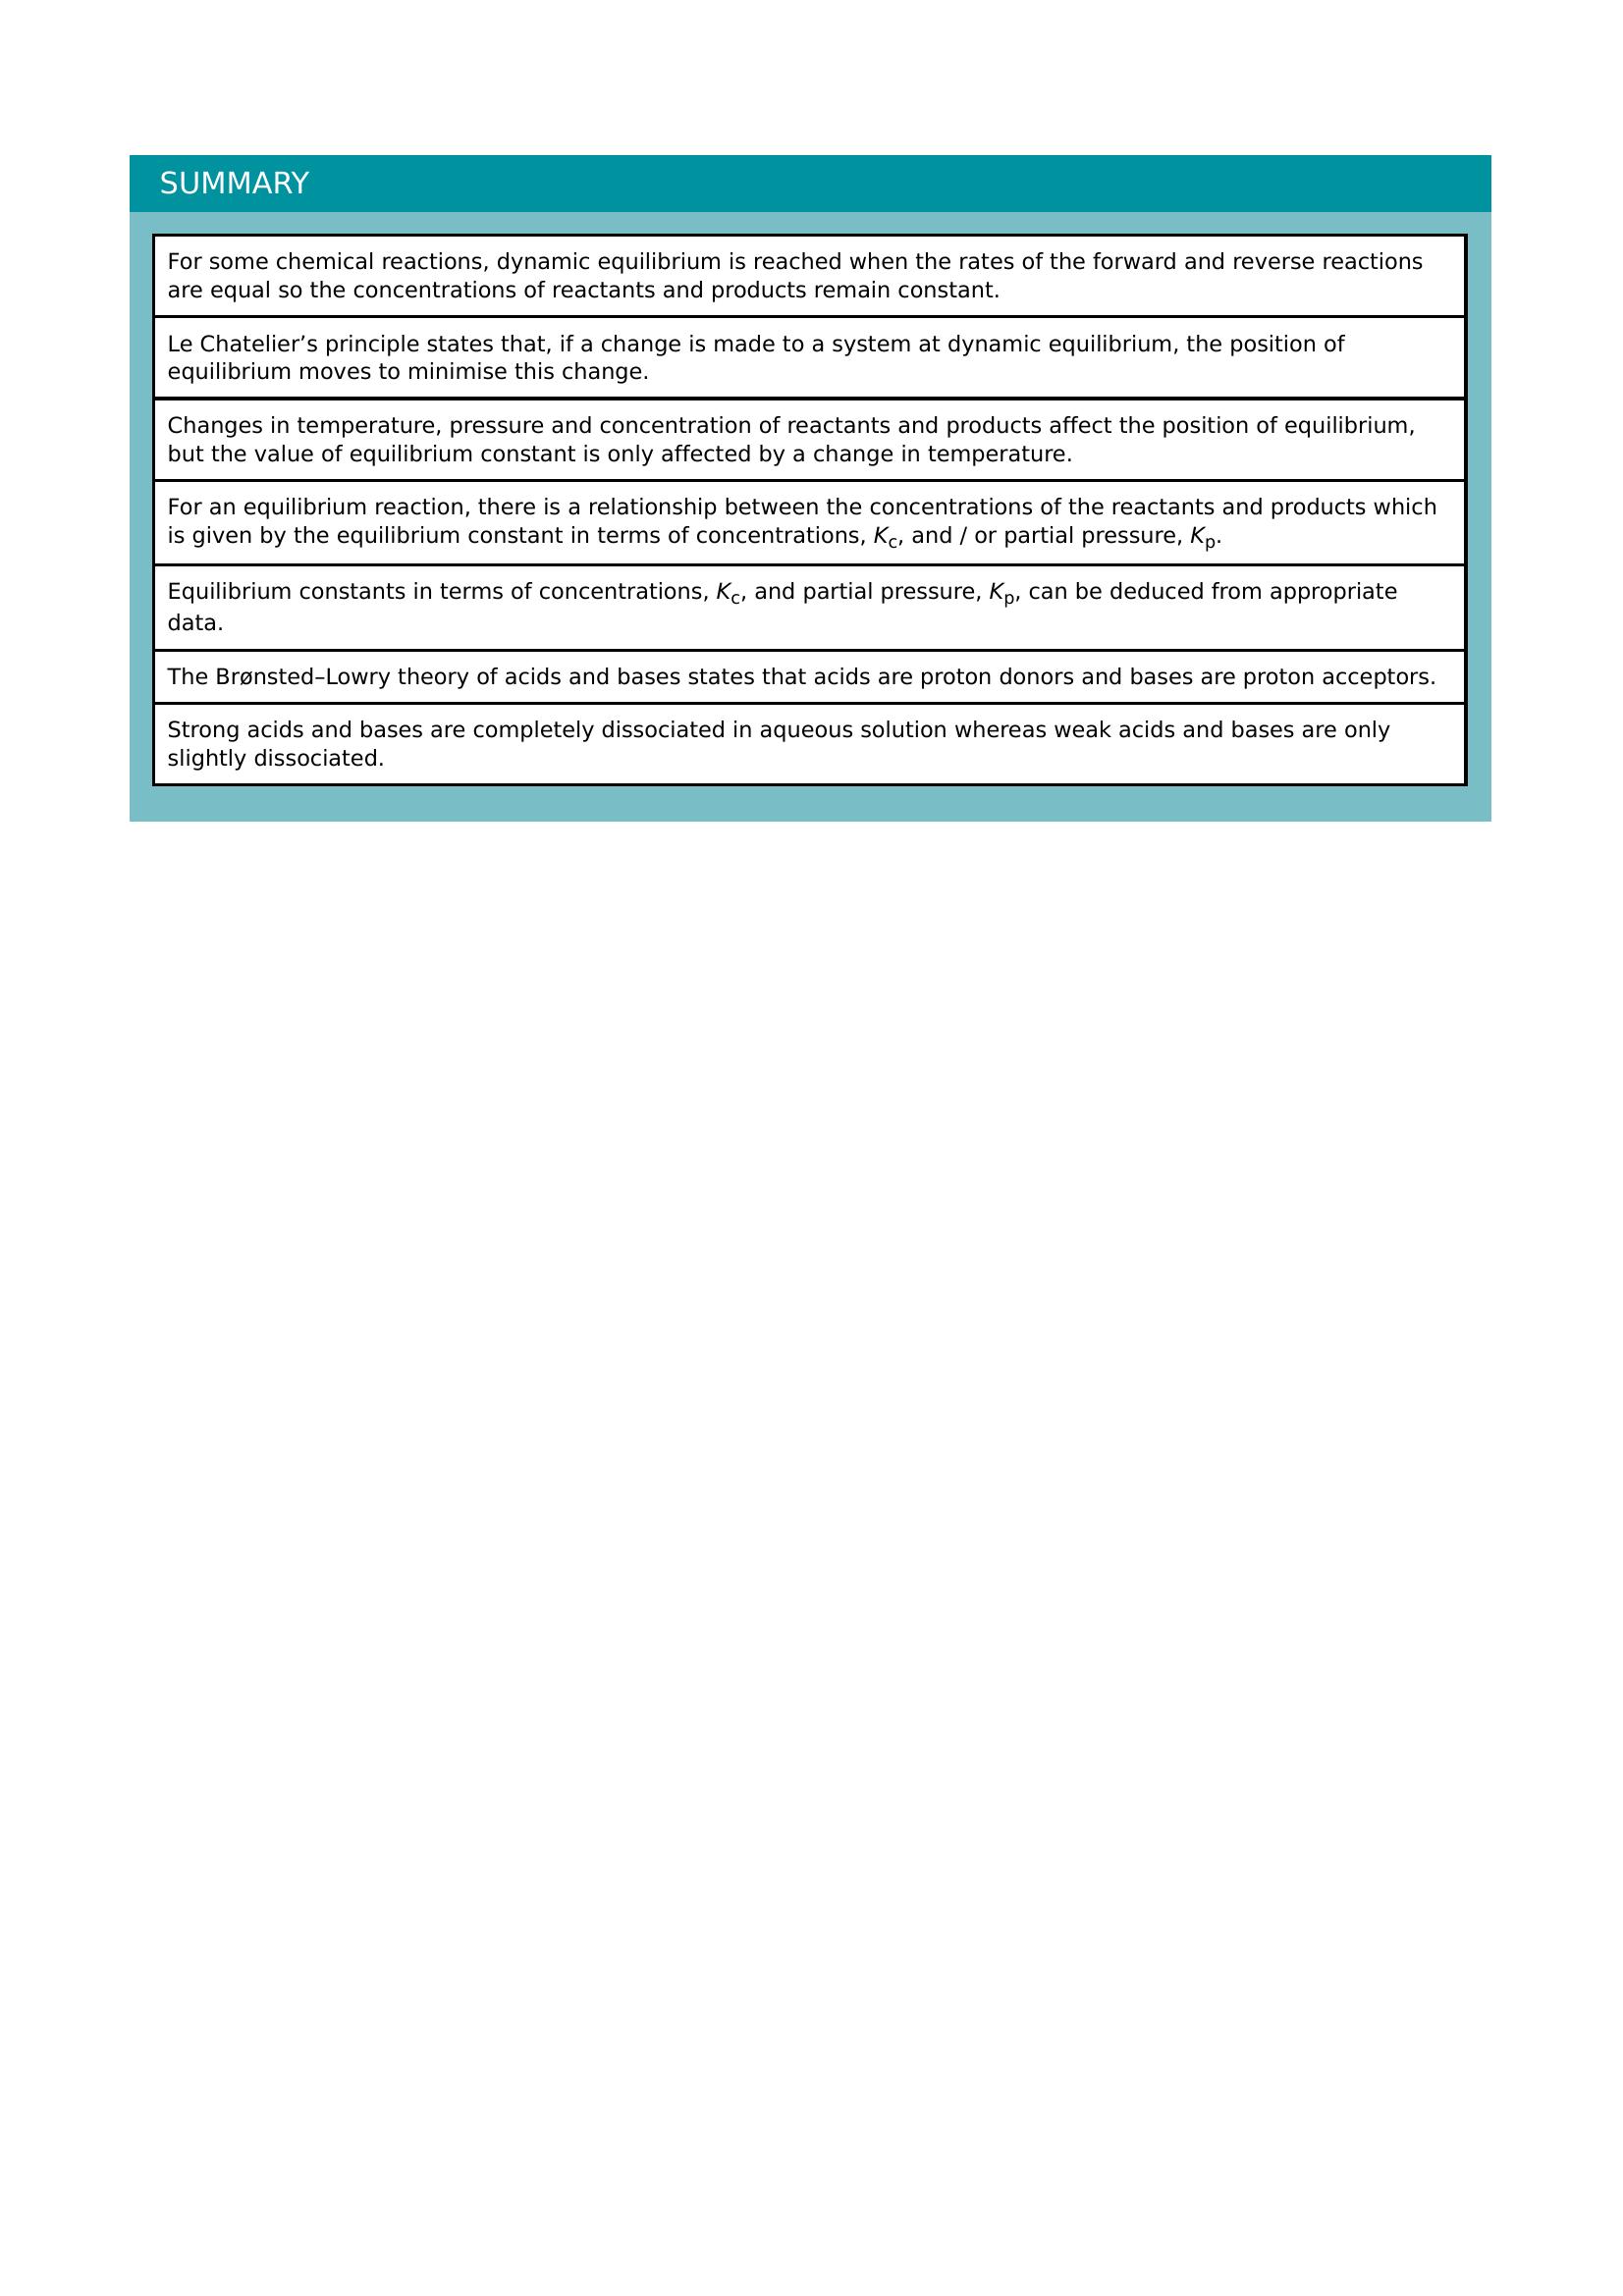 SUMMARY
For some chemical reactions, dynamic equilibrium is reached when the rates of the forward and reverse reactions
are equal so the concentrations of reactants and products remain constant.
Le Chatelier’s principle states that, if a change is made to a system at dynamic equilibrium, the position of
equilibrium moves to minimise this change.
Changes in temperature, pressure and concentration of reactants and products affect the position of equilibrium,
but the value of equilibrium constant is only affected by a change in temperature.
For an equilibrium reaction, there is a relationship between the concentrations of the reactants and products which
is given by the equilibrium constant in terms of concentrations, Kc, and / or partial pressure, Kp.
Equilibrium constants in terms of concentrations, Kc, and partial pressure, Kp, can be deduced from appropriate
data.
The Brønsted–Lowry theory of acids and bases states that acids are proton donors and bases are proton acceptors.
Strong acids and bases are completely dissociated in aqueous solution whereas weak acids and bases are only
slightly dissociated.